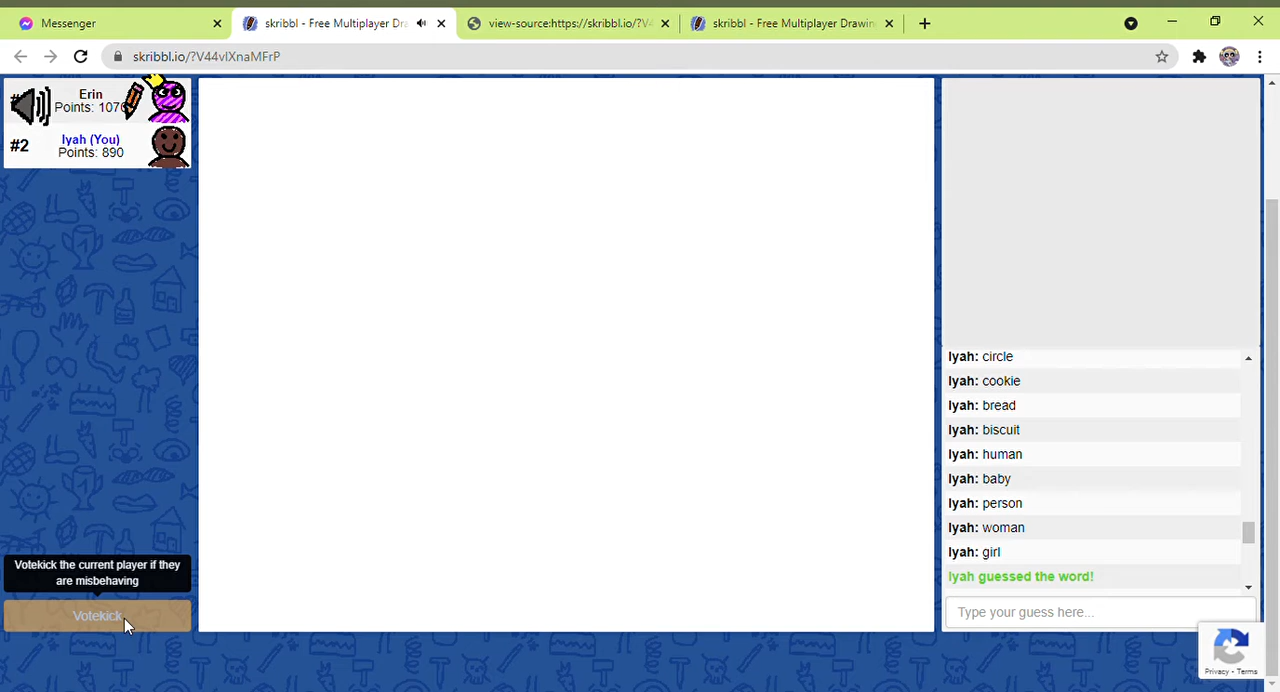 Messenger
skribbl - Free Multiplayer Dra
view-source:https://skribbl.io/?V4
skribbl - Free Multiplayer Drawin
skribbl.io/?V44vlXnaMFrP
Erin
Points: 1070
#2
Iyah (You)
Points: 890
Iyah: circle
Iyah: cookie
Iyah: bread
Iyah: biscuit
Iyah: human
Iyah: baby
Iyah: person
Iyah: woman
Iyah: girl
Iyah guessed the word!
Votekick the current player if they
are misbehaving
Votekick
Type your guess here...
Privacy - Terms